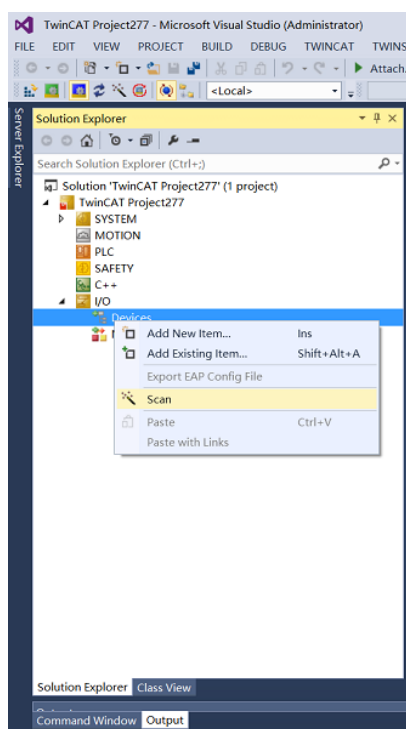 TwinCAT Project277 - Microsoft Visual Studio (Administrator)
FILE EDIT VIEW PROJECT BUILD DEBUG TWINCAT TWINS
Attach.
<Local>
Server Explorer
Solution Explorer
Search Solution Explorer (Ctrl+;)
Solution 'TwinCAT Project277' (1 project)
TwinCAT Project277
SYSTEM
MOTION
PLC
SAFETY
C++
I/O
Devices
Add New Item... Ins
Add Existing Item... Shift+Alt+A
Export EAP Config File
Scan
Paste Ctrl+V
Paste with Links
Solution Explorer Class View
Command Window Output